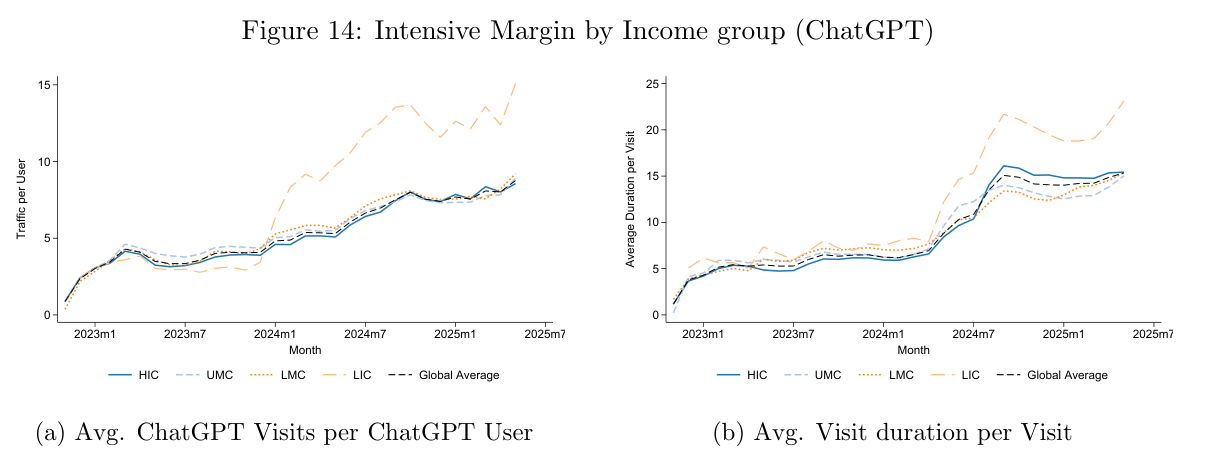 Figure 14: Intensive Margin by Income group (ChatGPT)
Traffic per User
15
10
5
0
2023m1 2023m7 2024m1 2024m7 2025m1 2025m7
Month
HIC UMC LMC LIC Global Average
(a) Avg. ChatGPT Visits per ChatGPT User
Average Duration per Visit
25
20
15
10
5
0
2023m1 2023m7 2024m1 2024m7 2025m1 2025m7
Month
HIC UMC LMC LIC Global Average
(b) Avg. Visit duration per Visit